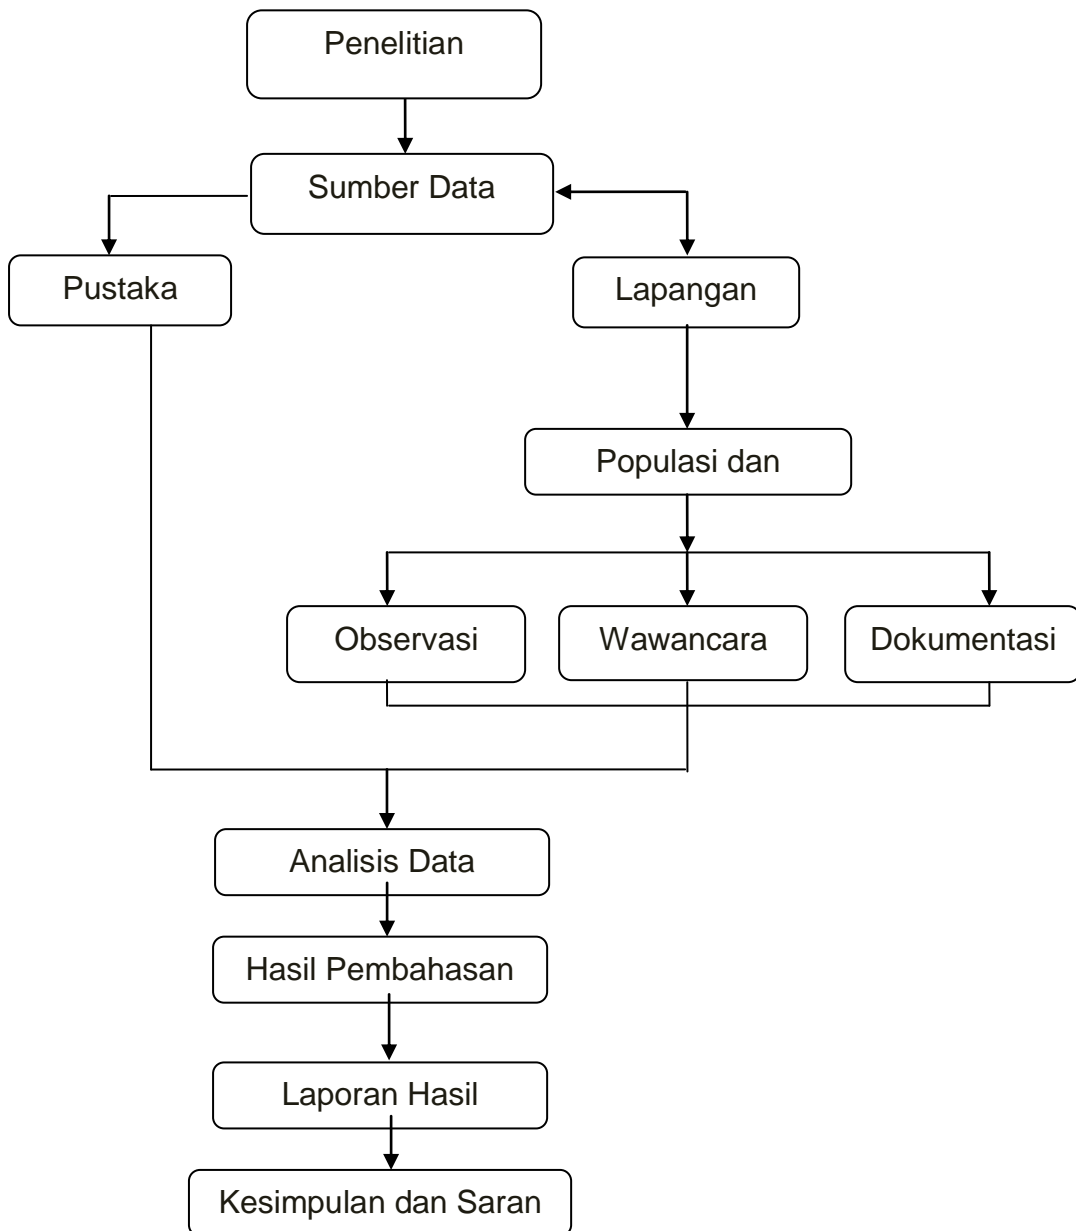 Penelitian
Sumber Data
Pustaka
Lapangan
Populasi dan
Observasi
Wawancara
Dokumentasi
Analisis Data
Hasil Pembahasan
Laporan Hasil
Kesimpulan dan Saran